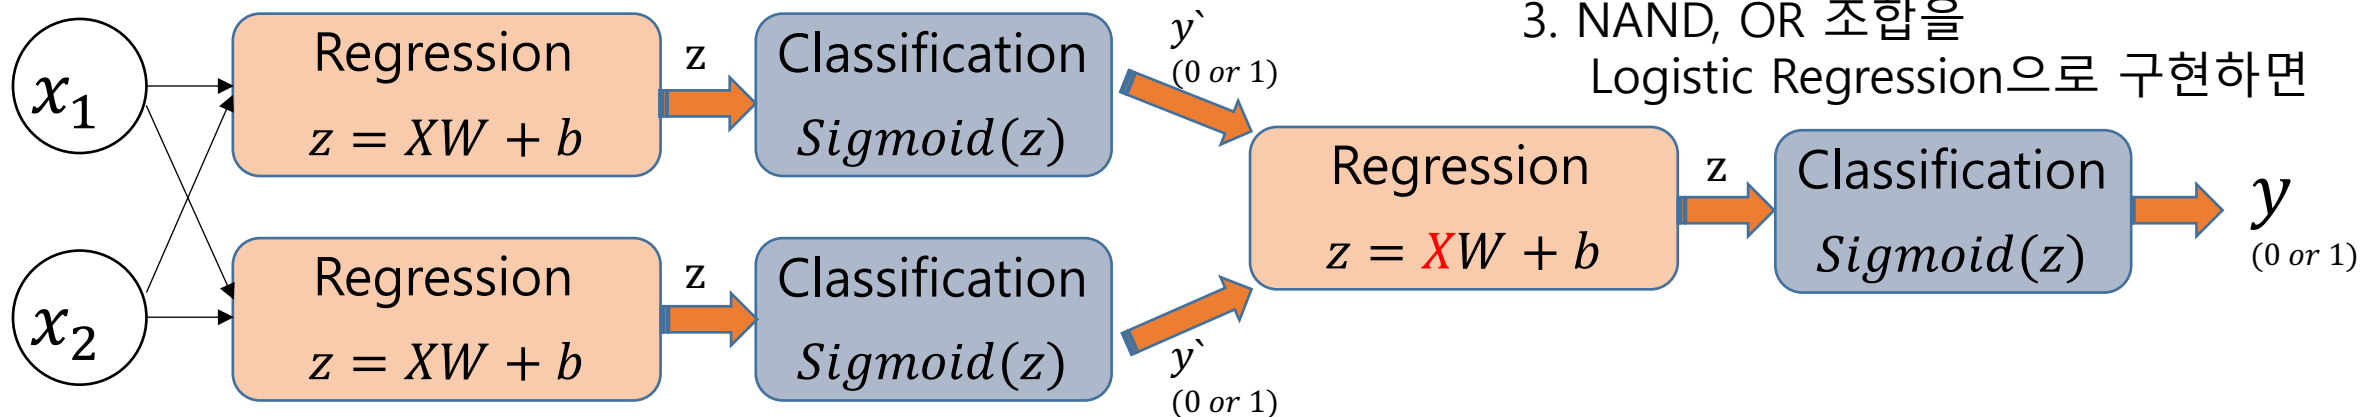 3. NAND, OR 조합을
Logistic Regression으로 구현하면
x₁
Regression
z = XW + b
z
Classification
Sigmoid(z)
y`
(0 or 1)
x₂
Regression
z = XW + b
z
Classification
Sigmoid(z)
y`
(0 or 1)
Regression
z = XW + b
z
Classification
Sigmoid(z)
y
(0 or 1)